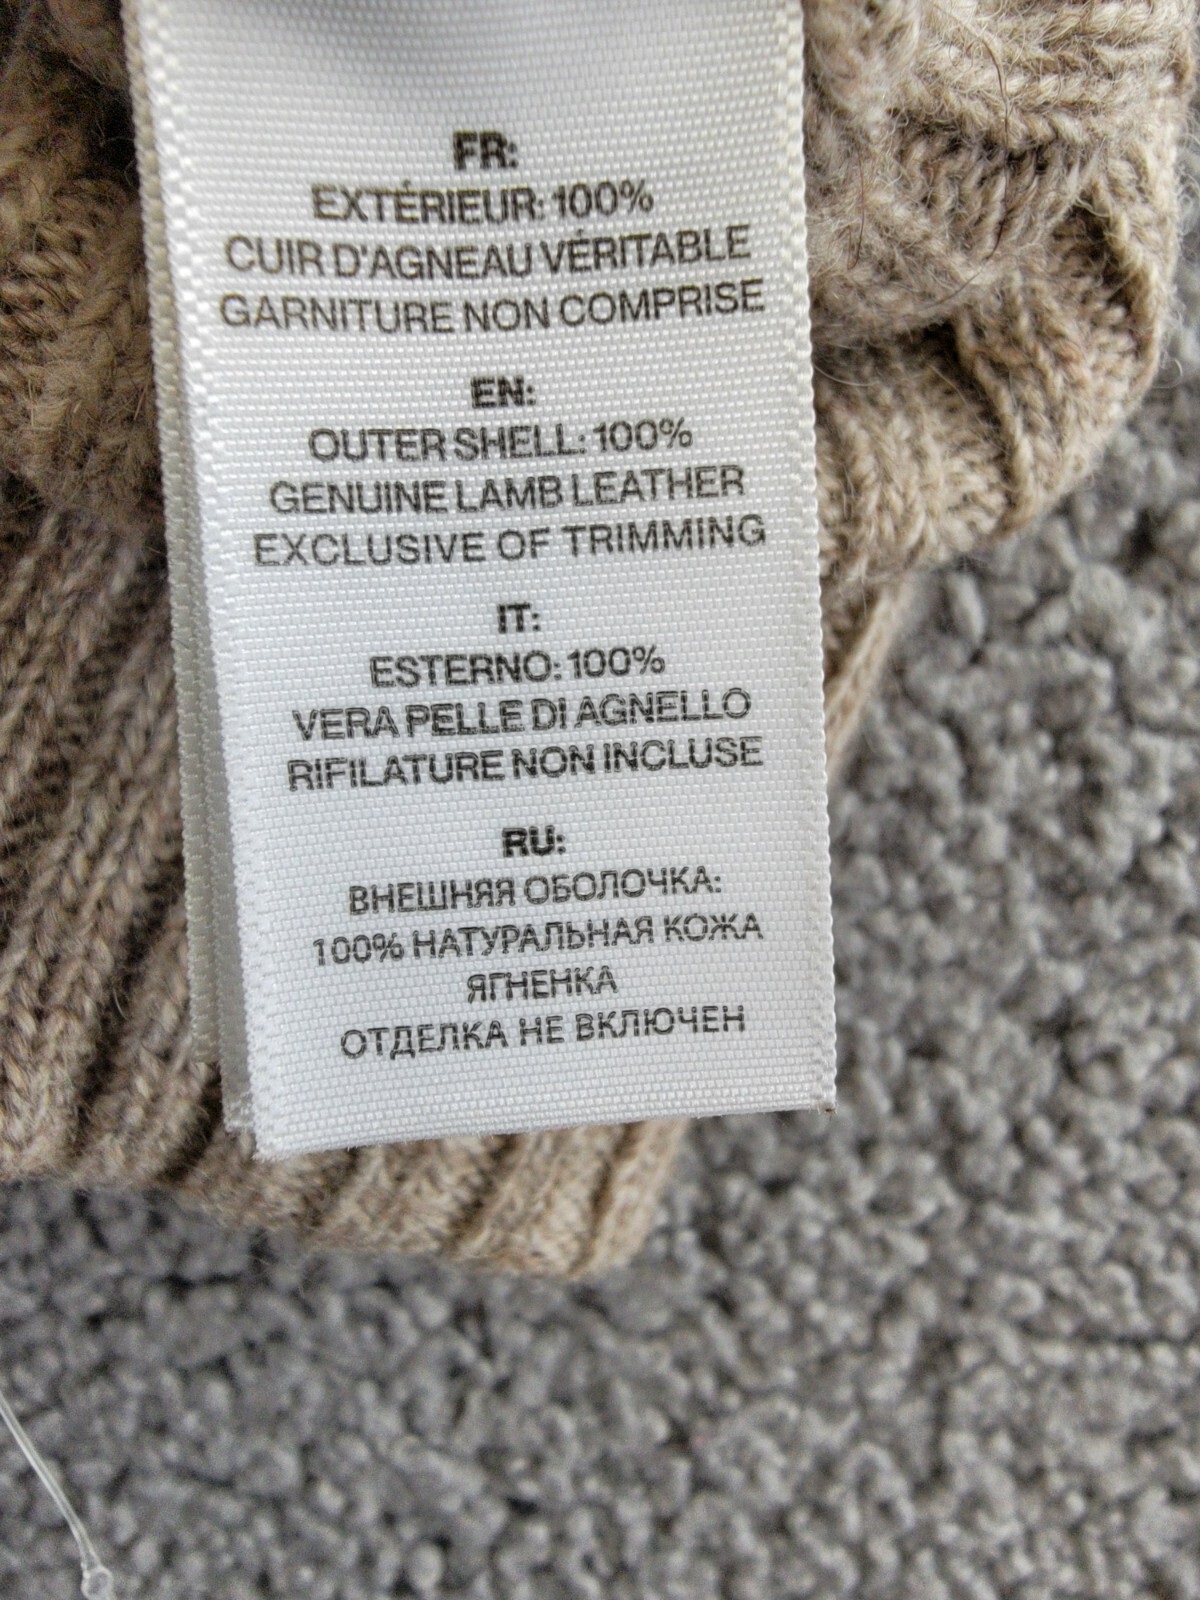 FR:
EXTÉRIEUR: 100%
CUIR D'AGNEAU VÉRITABLE
GARNITURE NON COMPRISE
EN:
OUTER SHELL: 100%
GENUINE LAMB LEATHER
EXCLUSIVE OF TRIMMING
IT:
ESTERNO: 100%
VERA PELLE DI AGNELLO
RIFILATURE NON INCLUSE
RU:
ВНЕШНЯЯ ОБОЛОЧКА:
100% НАТУРАЛЬНАЯ КОЖА
ЯГНЕНКА
ОТДЕЛКА НЕ ВКЛЮЧЕН